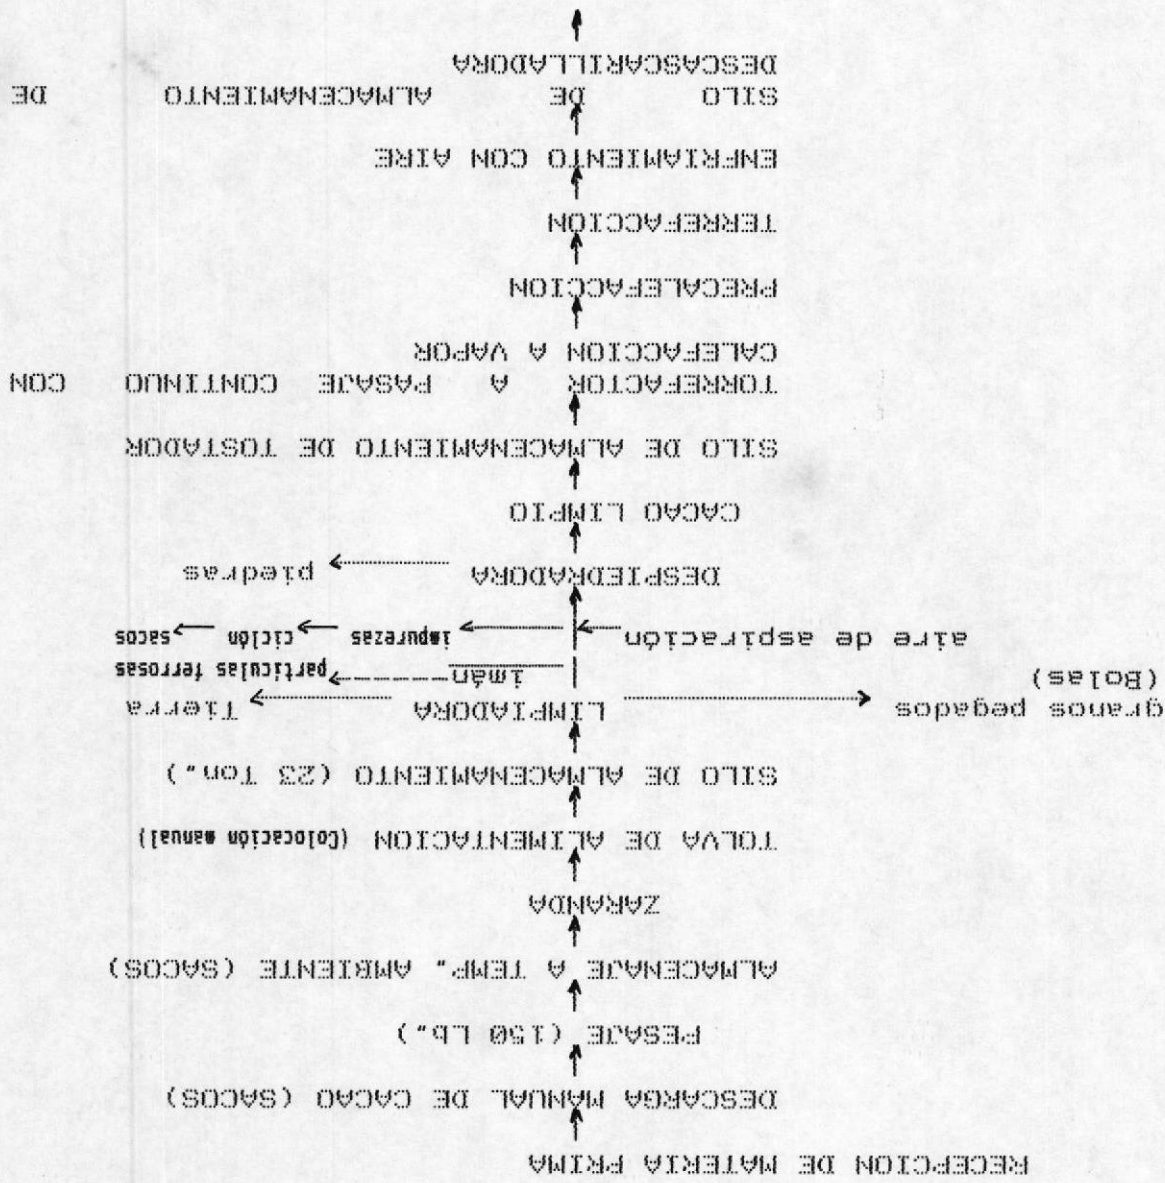 RECEPCION DE MATERIA PRIMA
DESCARGA MANUAL DE CACAO (SACOS)
PESAJE (150 Lb.)
ALMACENAJE A TEMP. AMBIENTE (SACOS)
ZARANDA
TOLVA DE ALIMENTACION (Colocación manual)
SILO DE ALMACENAMIENTO (23 Ton.)
granos pegados LIMPIADORA Tierra
(Bolas)
imán partículas ferrosas
aire de aspiración impurezas ciclón sacos
DESPIEDRADORA piedras
CACAO LIMPIO
SILO DE ALMACENAMIENTO DE TOSTADOR
TORREFACTOR A PASAJE CONTINUO CON
CALEFACCION A VAPOR
PRECALEFACCION
TERREFACCION
ENFRIAMIENTO CON AIRE
SILO DE ALMACENAMIENTO DE
DESCASCARILLADORA